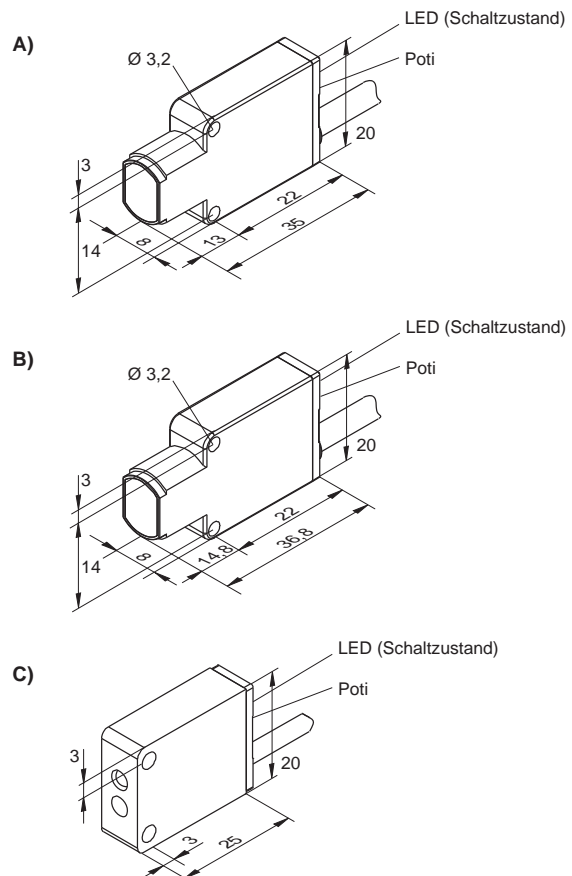 A)
LED (Schaltzustand)
Ø 3,2
Poti
3
20
22
35
14
8
13
B)
LED (Schaltzustand)
Poti
Ø 3,2
3
20
22
36,8
14
8
14,8
C)
LED (Schaltzustand)
Poti
3
20
3
25